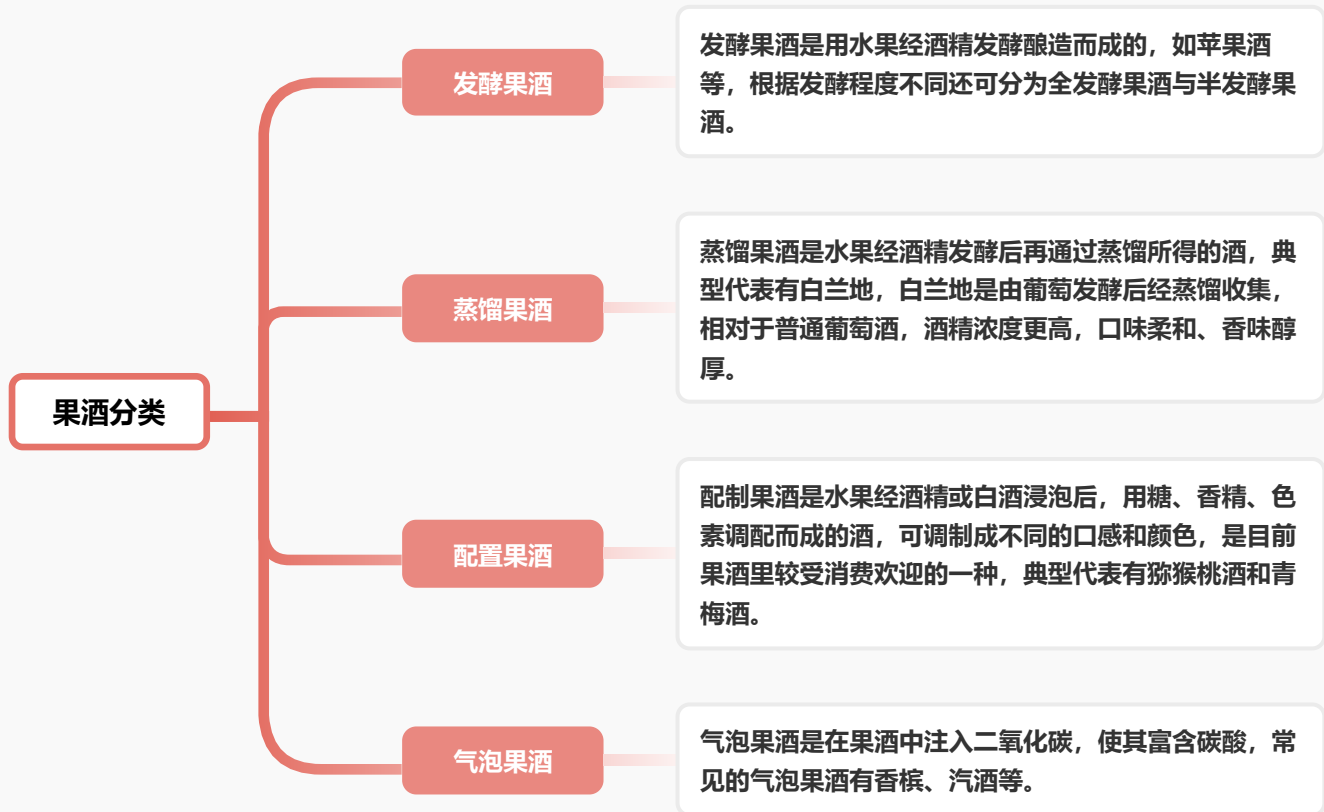 果酒分类
发酵果酒
发酵果酒是用水果经酒精发酵酿造而成的，如苹果酒
等，根据发酵程度不同还可分为全发酵果酒与半发酵果
酒。
蒸馏果酒
蒸馏果酒是水果经酒精发酵后再通过蒸馏所得的酒，典
型代表有白兰地，白兰地是由葡萄发酵后经蒸馏收集，
相对于普通葡萄酒，酒精浓度更高，口味柔和、香味醇
厚。
配置果酒
配制果酒是水果经酒精或白酒浸泡后，用糖、香精、色
素调配而成的酒，可调制成不同的口感和颜色，是目前
果酒里较受消费欢迎的一种，典型代表有猕猴桃酒和青
梅酒。
气泡果酒
气泡果酒是在果酒中注入二氧化碳，使其富含碳酸，常
见的气泡果酒有香槟、汽酒等。